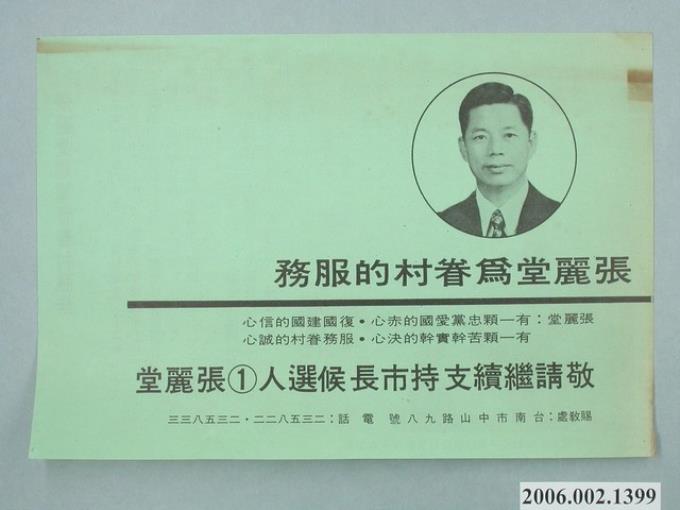 張麗堂爲眷村的服務
張麗堂：有一顆忠黨愛國的赤心・復國建國的信心
有一顆苦幹實幹的決心・服務眷村的誠心
敬請繼續支持市長候選人①張麗堂
賜教處：台南市中山路九八號 電話：二三五八二二・二三五八三三
2006.002.1399